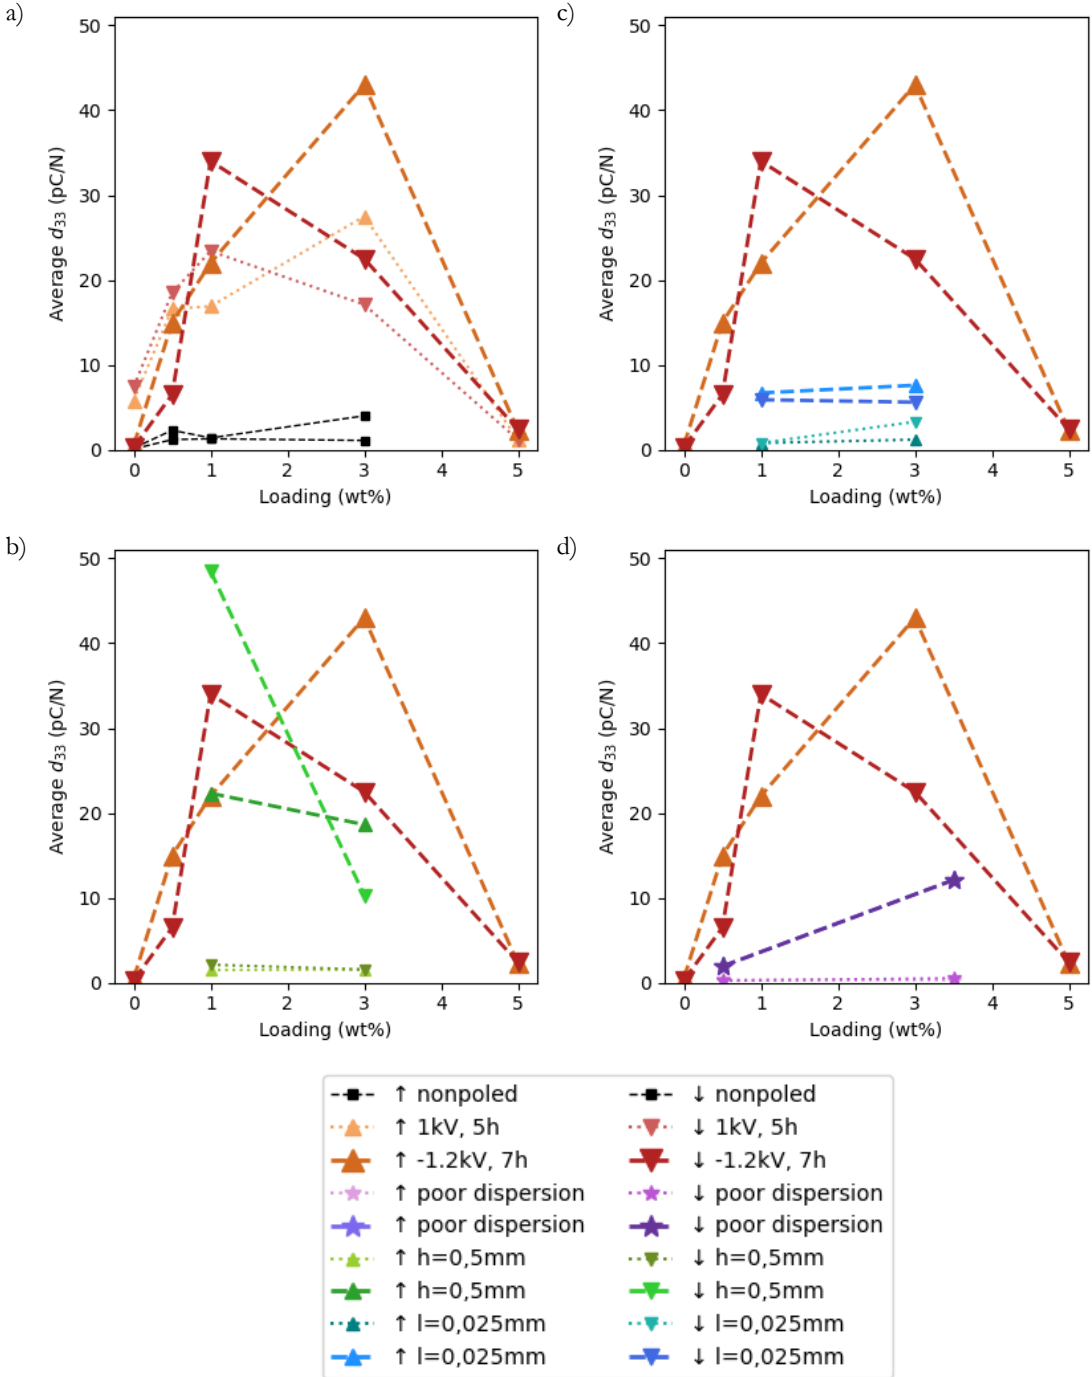 a)
50
40
30
20
10
0
Average d33 (pC/N)
0 1 2 3 4 5
Loading (wt%)
c)
50
40
30
20
10
0
Average d33 (pC/N)
0 1 2 3 4 5
Loading (wt%)
b)
50
40
30
20
10
0
Average d33 (pC/N)
0 1 2 3 4 5
Loading (wt%)
d)
50
40
30
20
10
0
Average d33 (pC/N)
0 1 2 3 4 5
Loading (wt%)
↑ nonpoled
↑ 1kV, 5h
↑ -1.2kV, 7h
↑ poor dispersion
↑ poor dispersion
↑ h=0,5mm
↑ h=0,5mm
↑ l=0,025mm
↑ l=0,025mm
↓ nonpoled
↓ 1kV, 5h
↓ -1.2kV, 7h
↓ poor dispersion
↓ poor dispersion
↓ h=0,5mm
↓ h=0,5mm
↓ l=0,025mm
↓ l=0,025mm